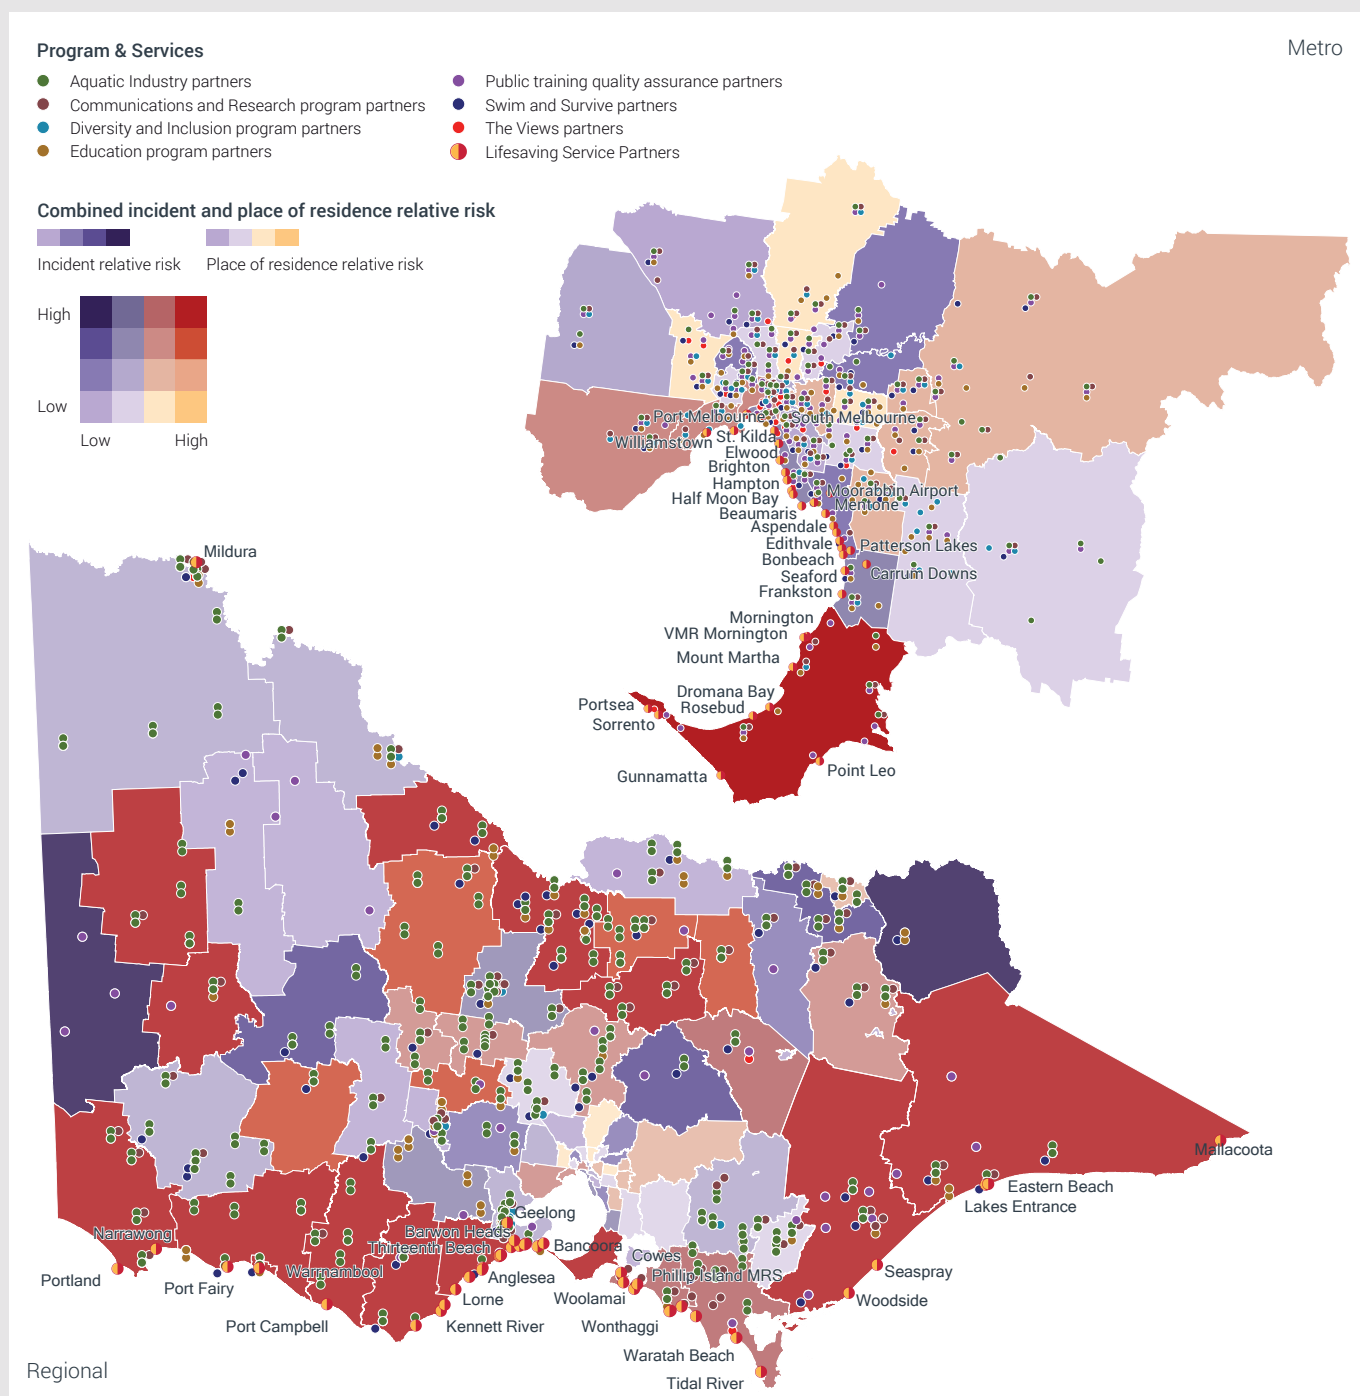 Metro
Program & Services
Aquatic Industry partners
Communications and Research program partners
Diversity and Inclusion program partners
Education program partners
Public training quality assurance partners
Swim and Survive partners
The Views partners
Lifesaving Service Partners
Combined incident and place of residence relative risk
Incident relative risk
Place of residence relative risk
High
Low
Low
High
Port Melbourne
South Melbourne
Williamstown
St. Kilda
Elwood
Brighton
Hampton
Half Moon Bay
Moorabbin Airport
Mentone
Beaumaris
Aspendale
Edithvale
Patterson Lakes
Bonbeach
Carrum Downs
Seaford
Frankston
Mornington
VMR Mornington
Mount Martha
Dromana Bay
Rosebud
Portsea
Sorrento
Gunnamatta
Point Leo
Mildura
Mallacoota
Eastern Beach
Lakes Entrance
Geelong
Barwon Heads
Thirteenth Beach
Bancoora
Narrawong
Portland
Port Fairy
Warrnambool
Port Campbell
Anglesea
Lorne
Kennett River
Cowes
Phillip Island MRS
Woolamai
Wonthaggi
Waratah Beach
Tidal River
Seaspray
Woodside
Regional